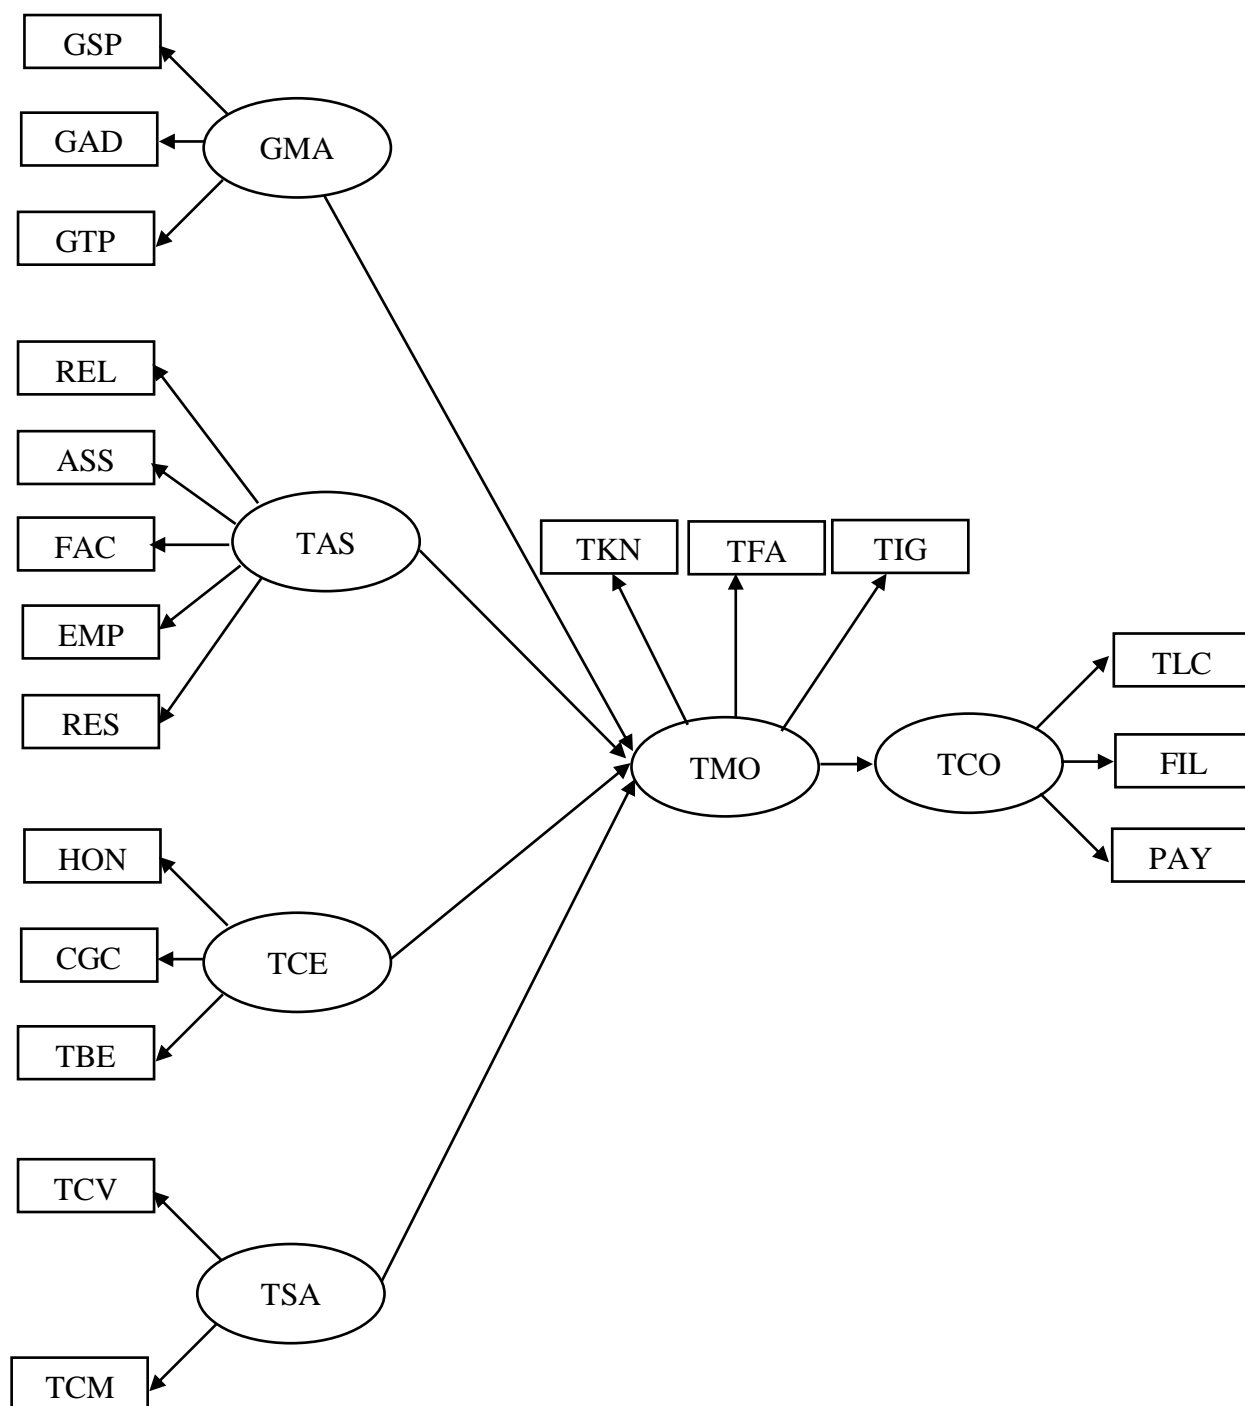 GSP
GAD
GMA
GTP
REL
ASS
FAC
TAS
EMP
RES
TKN
TFA
TIG
TMO
TCO
TLC
FIL
PAY
HON
CGC
TCE
TBE
TCV
TSA
TCM